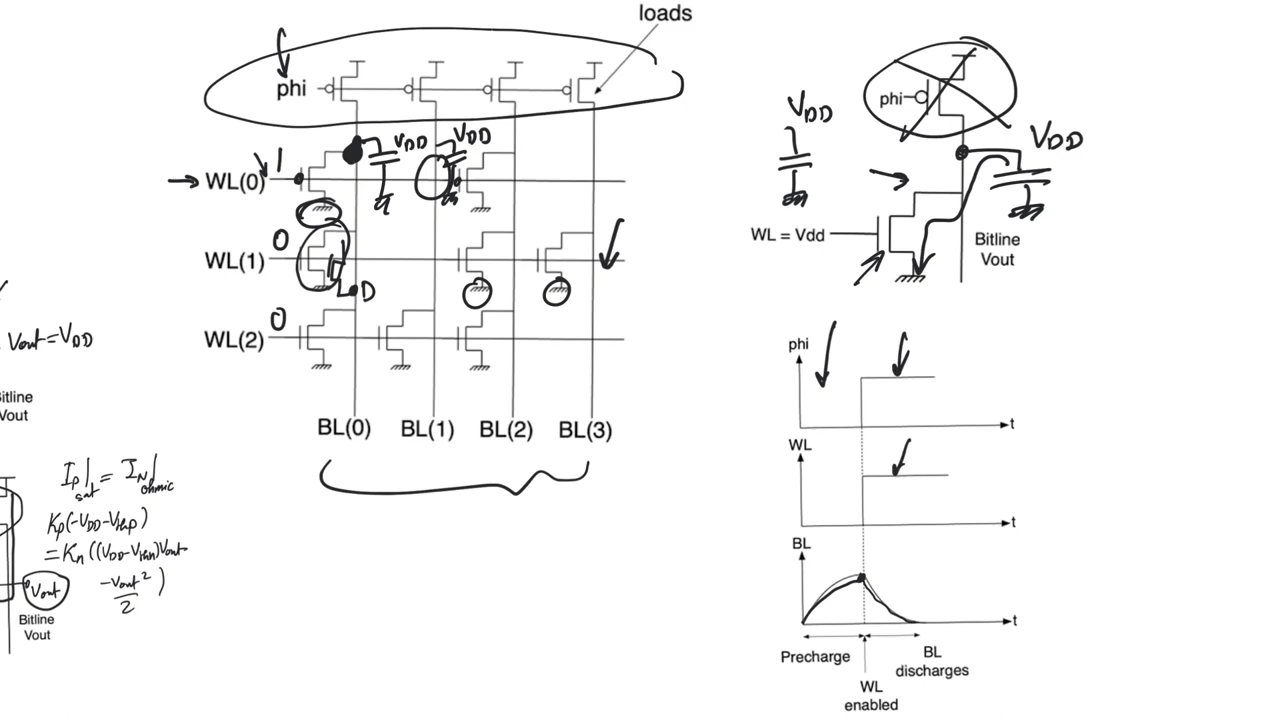 loads
phi
VDD
VDD
1
WL(0)
0
WL(1)
D
0
WL(2)
BL(0)
BL(1)
BL(2)
BL(3)
Vout=VDD
Bitline
Vout
Ip|sat = IN|ohmic
Kp(-VDD-Vthp)
=Kn((VDD-Vthn)Vout
-Vout²/2)
Vout
Bitline
Vout
phi
VDD
VDD
WL = Vdd
Bitline
Vout
phi
t
WL
t
BL
t
Precharge
BL
discharges
WL
enabled